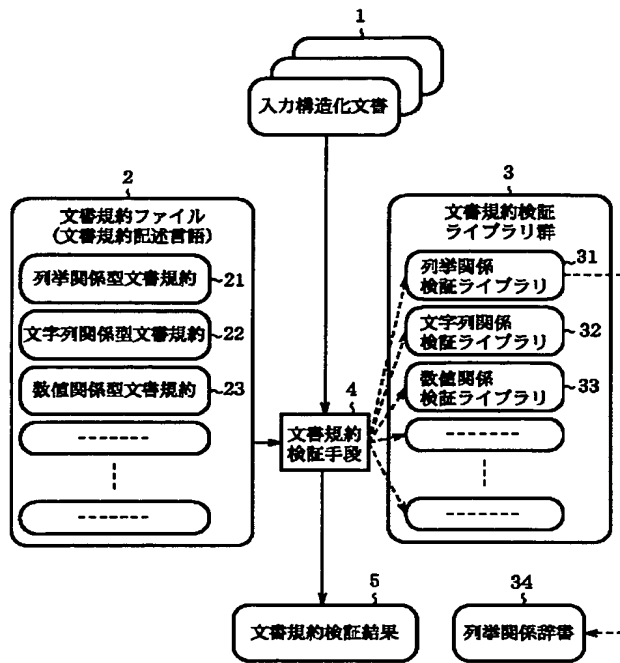 1
入力構造化文書
2
文書規約ファイル
(文書規約記述言語)
列挙関係型文書規約
21
文字列関係型文書規約
22
数値関係型文書規約
23
3
文書規約検証
ライブラリ群
列挙関係
検証ライブラリ
31
文字列関係
検証ライブラリ
32
数値関係
検証ライブラリ
33
4
文書規約
検証手段
5
文書規約検証結果
34
列挙関係辞書